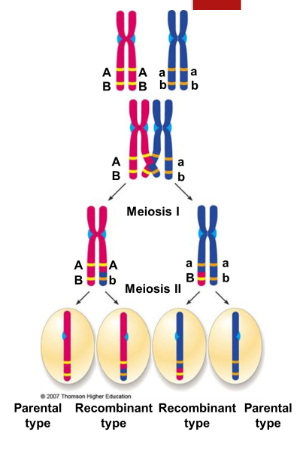 A A a a
B B b b
A a
B b
Meiosis I
A A a a
B b B b
Meiosis II
© 2007 Thomson Higher Education
Parental Recombinant Recombinant Parental
type type type type